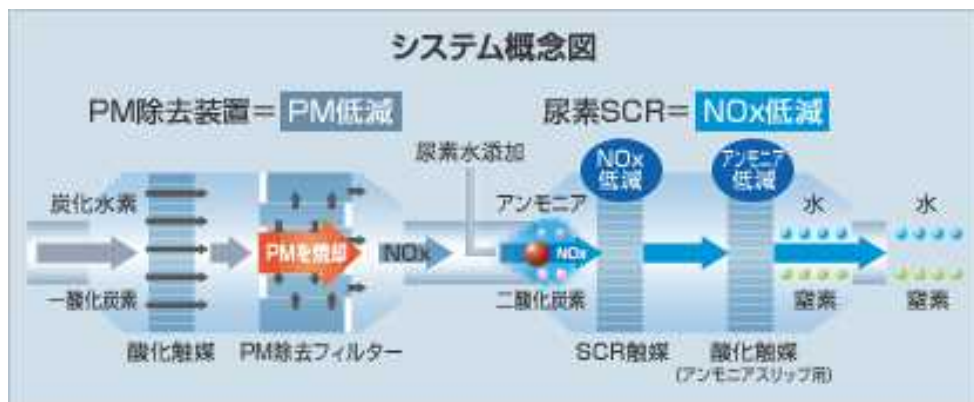 システム概念図
PM除去装置＝ PM低減
尿素SCR＝ NOx低減
尿素水添加
NOx
低減
アンモニア
低減
炭化水素
アンモニア
水
水
PMを焼却
NOx
NOx
一酸化炭素
二酸化炭素
窒素
窒素
酸化触媒
PM除去フィルター
SCR触媒
酸化触媒
(アンモニアスリップ用)